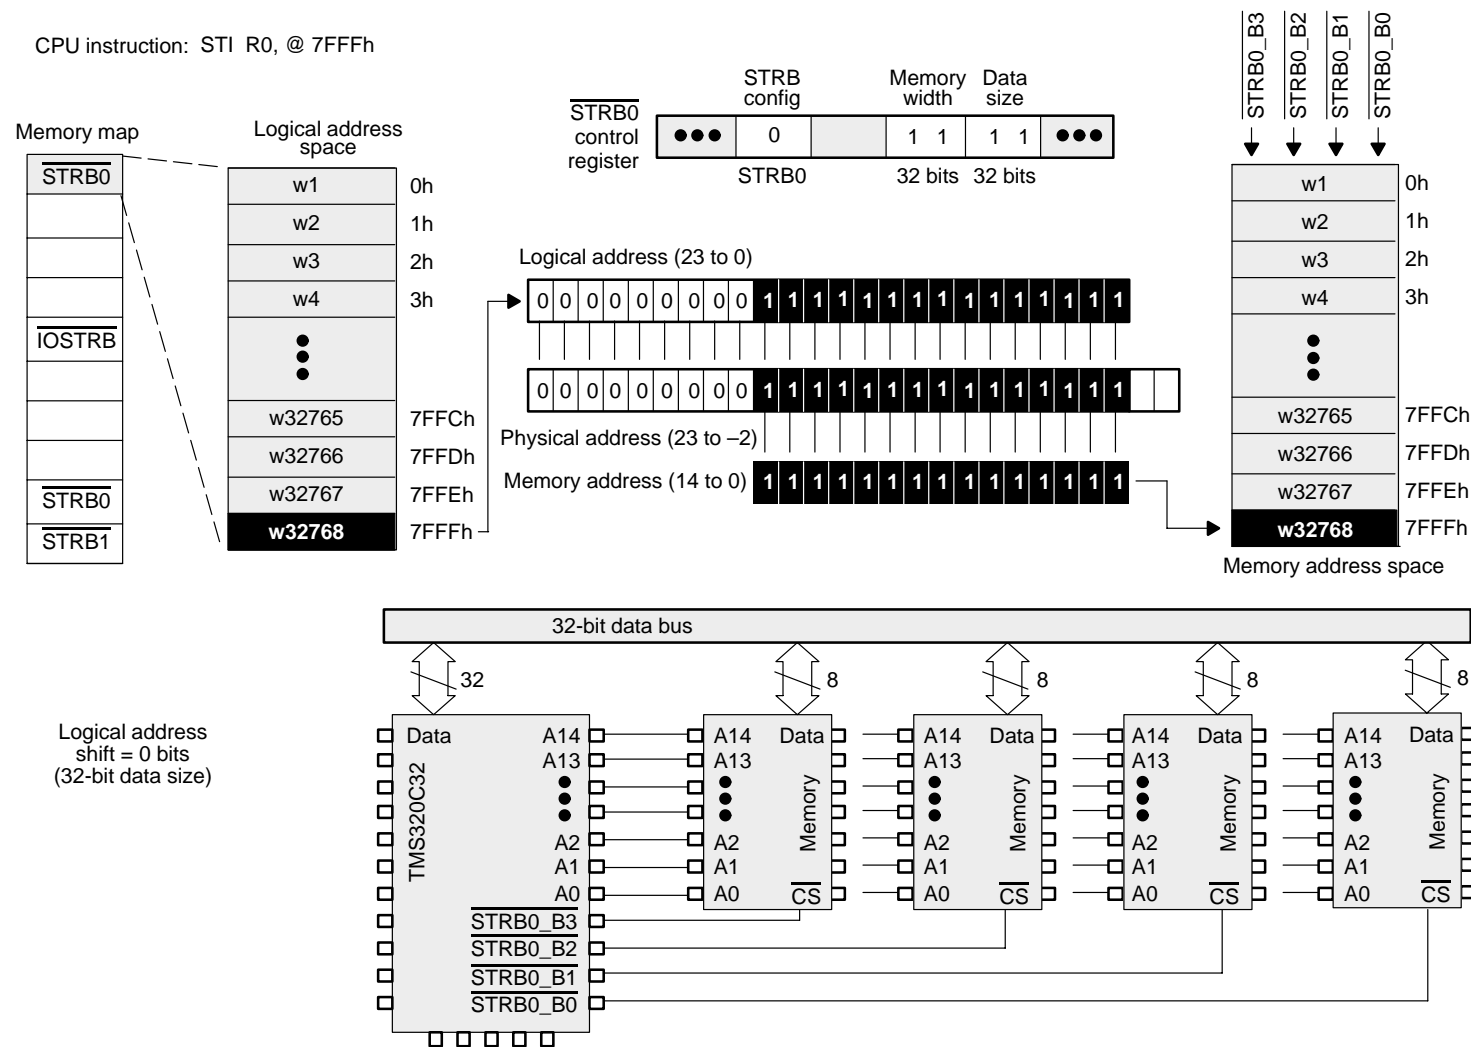 CPU instruction: STI R0, @ 7FFFh
Memory map
STRB0
IOSTRB
STRB0
STRB1
Logical address
space
w1 0h
w2 1h
w3 2h
w4 3h
w32765 7FFCh
w32766 7FFDh
w32767 7FFEh
w32768 7FFFh
STRB0
control
register
STRB
config
Memory
width
Data
size
0 1 1 1 1
STRB0 32 bits 32 bits
Logical address (23 to 0)
0 0 0 0 0 0 0 0 0 1 1 1 1 1 1 1 1 1 1 1 1 1 1 1
0 0 0 0 0 0 0 0 0 1 1 1 1 1 1 1 1 1 1 1 1 1 1 1
Physical address (23 to –2)
Memory address (14 to 0) 1 1 1 1 1 1 1 1 1 1 1 1 1 1 1
STRB0_B3
STRB0_B2
STRB0_B1
STRB0_B0
w1 0h
w2 1h
w3 2h
w4 3h
w32765 7FFCh
w32766 7FFDh
w32767 7FFEh
w32768 7FFFh
Memory address space
32-bit data bus
32 8 8 8 8
Logical address
shift = 0 bits
(32-bit data size)
Data
TMS320C32
A14
A13
A2
A1
A0
STRB0_B3
STRB0_B2
STRB0_B1
STRB0_B0
A14 Data
A13
Memory
A2
A1
A0 CS
A14 Data
A13
Memory
A2
A1
A0 CS
A14 Data
A13
Memory
A2
A1
A0 CS
A14 Data
A13
Memory
A2
A1
A0 CS